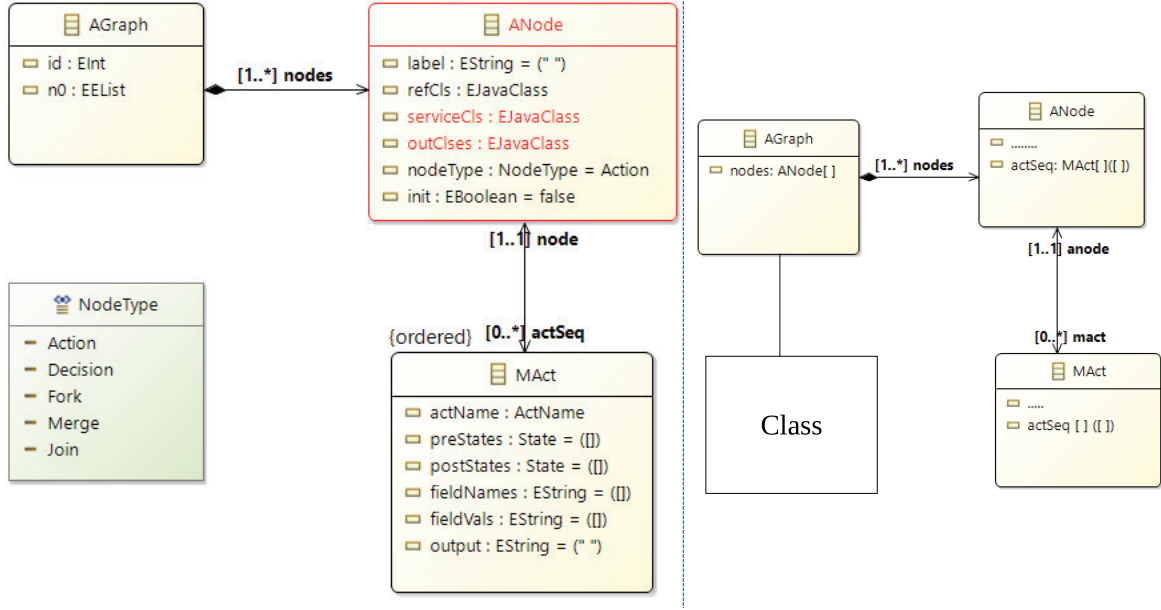 AGraph
id : EInt
n0 : EEList
[1..*] nodes
ANode
label : EString = (" ")
refCls : EJavaClass
serviceCls : EJavaClass
outClses : EJavaClass
nodeType : NodeType = Action
init : EBoolean = false
[1..1] node
{ordered} [0..*] actSeq
NodeType
Action
Decision
Fork
Merge
Join
MAct
actName : ActName
preStates : State = ([])
postStates : State = ([])
fieldNames : EString = ([])
fieldVals : EString = ([])
output : EString = (" ")
AGraph
nodes: ANode[ ]
[1..*] nodes
ANode
........
actSeq: MAct[ ]([ ])
[1..1] anode
[0..*] mact
MAct
.....
actSeq [ ] ([ ])
Class